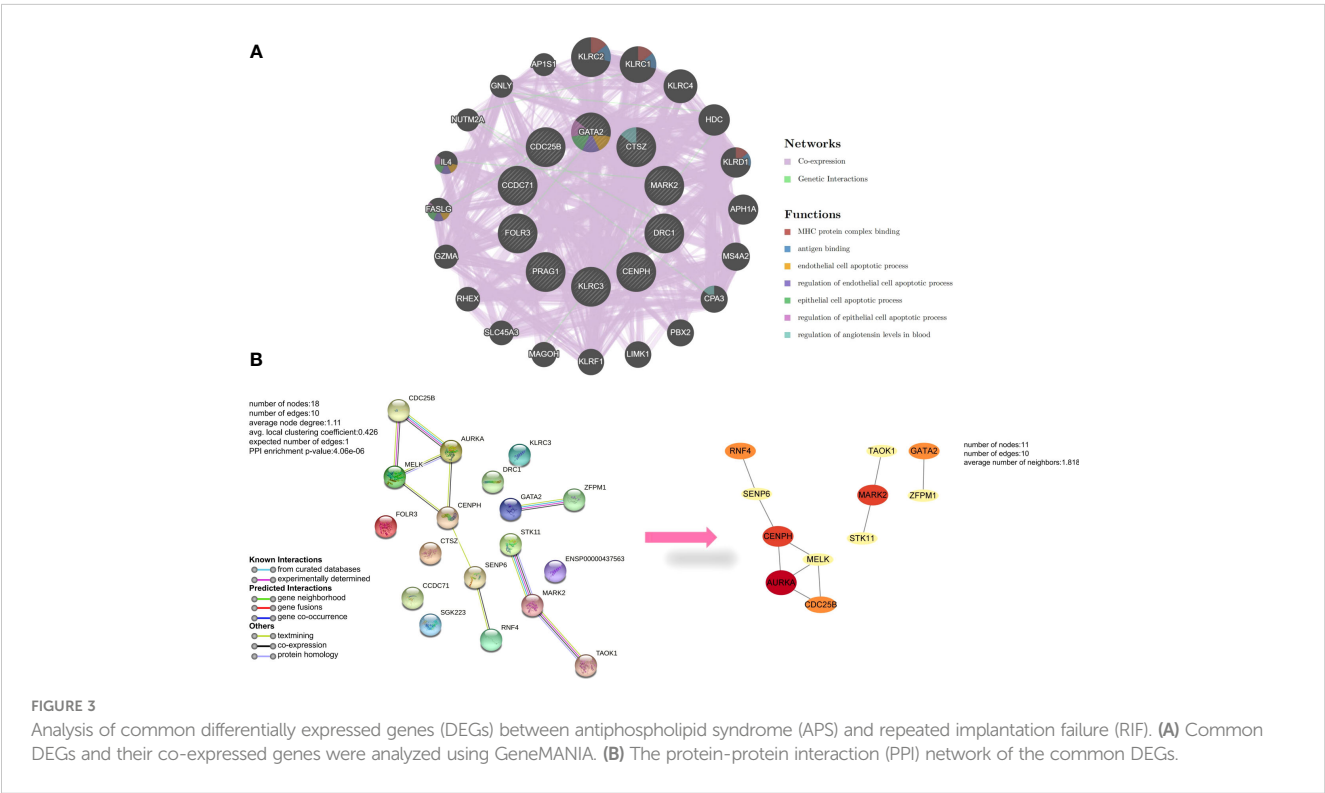 A
KLRC2
KLRC1
AP1S1
GNLY
KLRC4
NUTM2A
HDC
GATA2
CDC25B
CTSZ
IL4
KLRD1
CCDC71
MARK2
FASLG
APH1A
FOLR3
DRC1
GZMA
MS4A2
PRAG1
CENPH
KLRC3
RHEX
CPA3
SLC45A3
PBX2
MAGOH
KLRF1
LIMK1
Networks
Co-expression
Genetic Interactions
Functions
MHC protein complex binding
antigen binding
endothelial cell apoptotic process
regulation of endothelial cell apoptotic process
epithelial cell apoptotic process
regulation of epithelial cell apoptotic process
regulation of angiotensin levels in blood
B
number of nodes:18
number of edges:10
average node degree:1.11
avg. local clustering coefficient:0.426
expected number of edges:1
PPI enrichment p-value:4.06e-06
CDC25B
AURKA
KLRC3
MELK
DRC1
GATA2
ZFPM1
CENPH
FOLR3
STK11
CTSZ
ENSP00000437563
SENP6
CCDC71
MARK2
SGK223
RNF4
TAOK1
Known Interactions
from curated databases
experimentally determined
Predicted Interactions
gene neighborhood
gene fusions
gene co-occurrence
Others
textmining
co-expression
protein homology
RNF4
TAOK1
GATA2
SENP6
MARK2
ZFPM1
CENPH
STK11
MELK
AURKA
CDC25B
number of nodes:11
number of edges:10
average number of neighbors:1.818
FIGURE 3
Analysis of common differentially expressed genes (DEGs) between antiphospholipid syndrome (APS) and repeated implantation failure (RIF). (A) Common
DEGs and their co-expressed genes were analyzed using GeneMANIA. (B) The protein-protein interaction (PPI) network of the common DEGs.